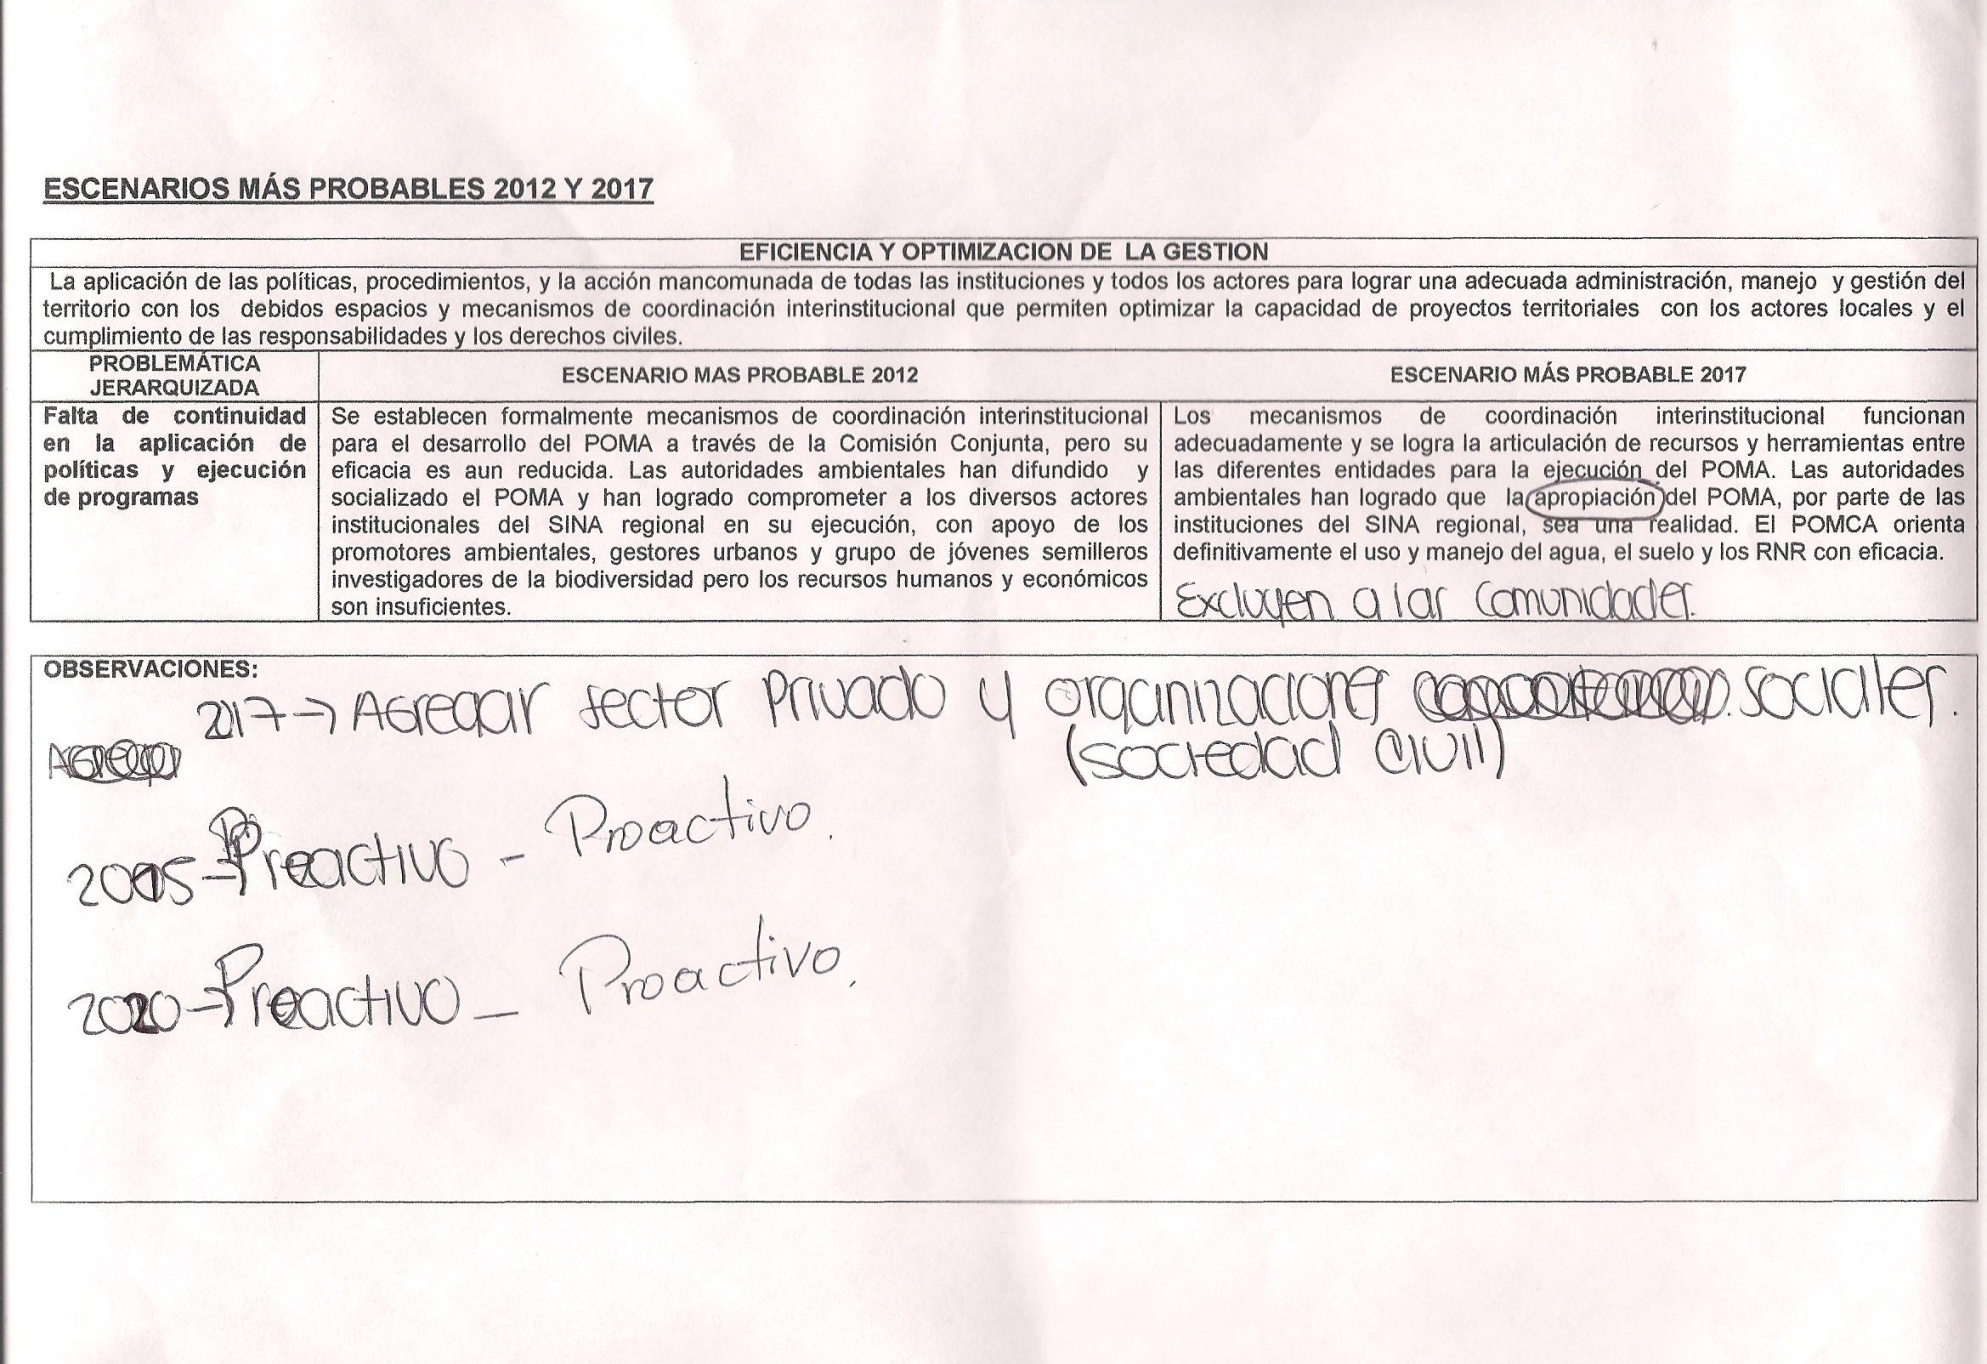 ESCENARIOS MÁS PROBABLES 2012 Y 2017
EFICIENCIA Y OPTIMIZACION DE LA GESTION
La aplicación de las políticas, procedimientos, y la acción mancomunada de todas las instituciones y todos los actores para lograr una adecuada administración, manejo y gestión del
territorio con los debidos espacios y mecanismos de coordinación interinstitucional que permiten optimizar la capacidad de proyectos territoriales con los actores locales y el
cumplimiento de las responsabilidades y los derechos civiles.
PROBLEMÁTICA
JERARQUIZADA
ESCENARIO MAS PROBABLE 2012
ESCENARIO MÁS PROBABLE 2017
Falta de continuidad
en la aplicación de
políticas y ejecución
de programas
Se establecen formalmente mecanismos de coordinación interinstitucional
para el desarrollo del POMA a través de la Comisión Conjunta, pero su
eficacia es aun reducida. Las autoridades ambientales han difundido y
socializado el POMA y han logrado comprometer a los diversos actores
institucionales del SINA regional en su ejecución, con apoyo de los
promotores ambientales, gestores urbanos y grupo de jóvenes semilleros
investigadores de la biodiversidad pero los recursos humanos y económicos
son insuficientes.
Los mecanismos de coordinación interinstitucional funcionan
adecuadamente y se logra la articulación de recursos y herramientas entre
las diferentes entidades para la ejecución del POMA. Las autoridades
ambientales han logrado que la apropiación del POMA, por parte de las
instituciones del SINA regional, sea una realidad. El POMCA orienta
definitivamente el uso y manejo del agua, el suelo y los RNR con eficacia.
Excluyen a las comunidades.
OBSERVACIONES:
2017→ Agregar sector privado y organizaciones sociales.
(sociedad civil)
2005-Preactivo - Proactivo.
2020-Preactivo - Proactivo.